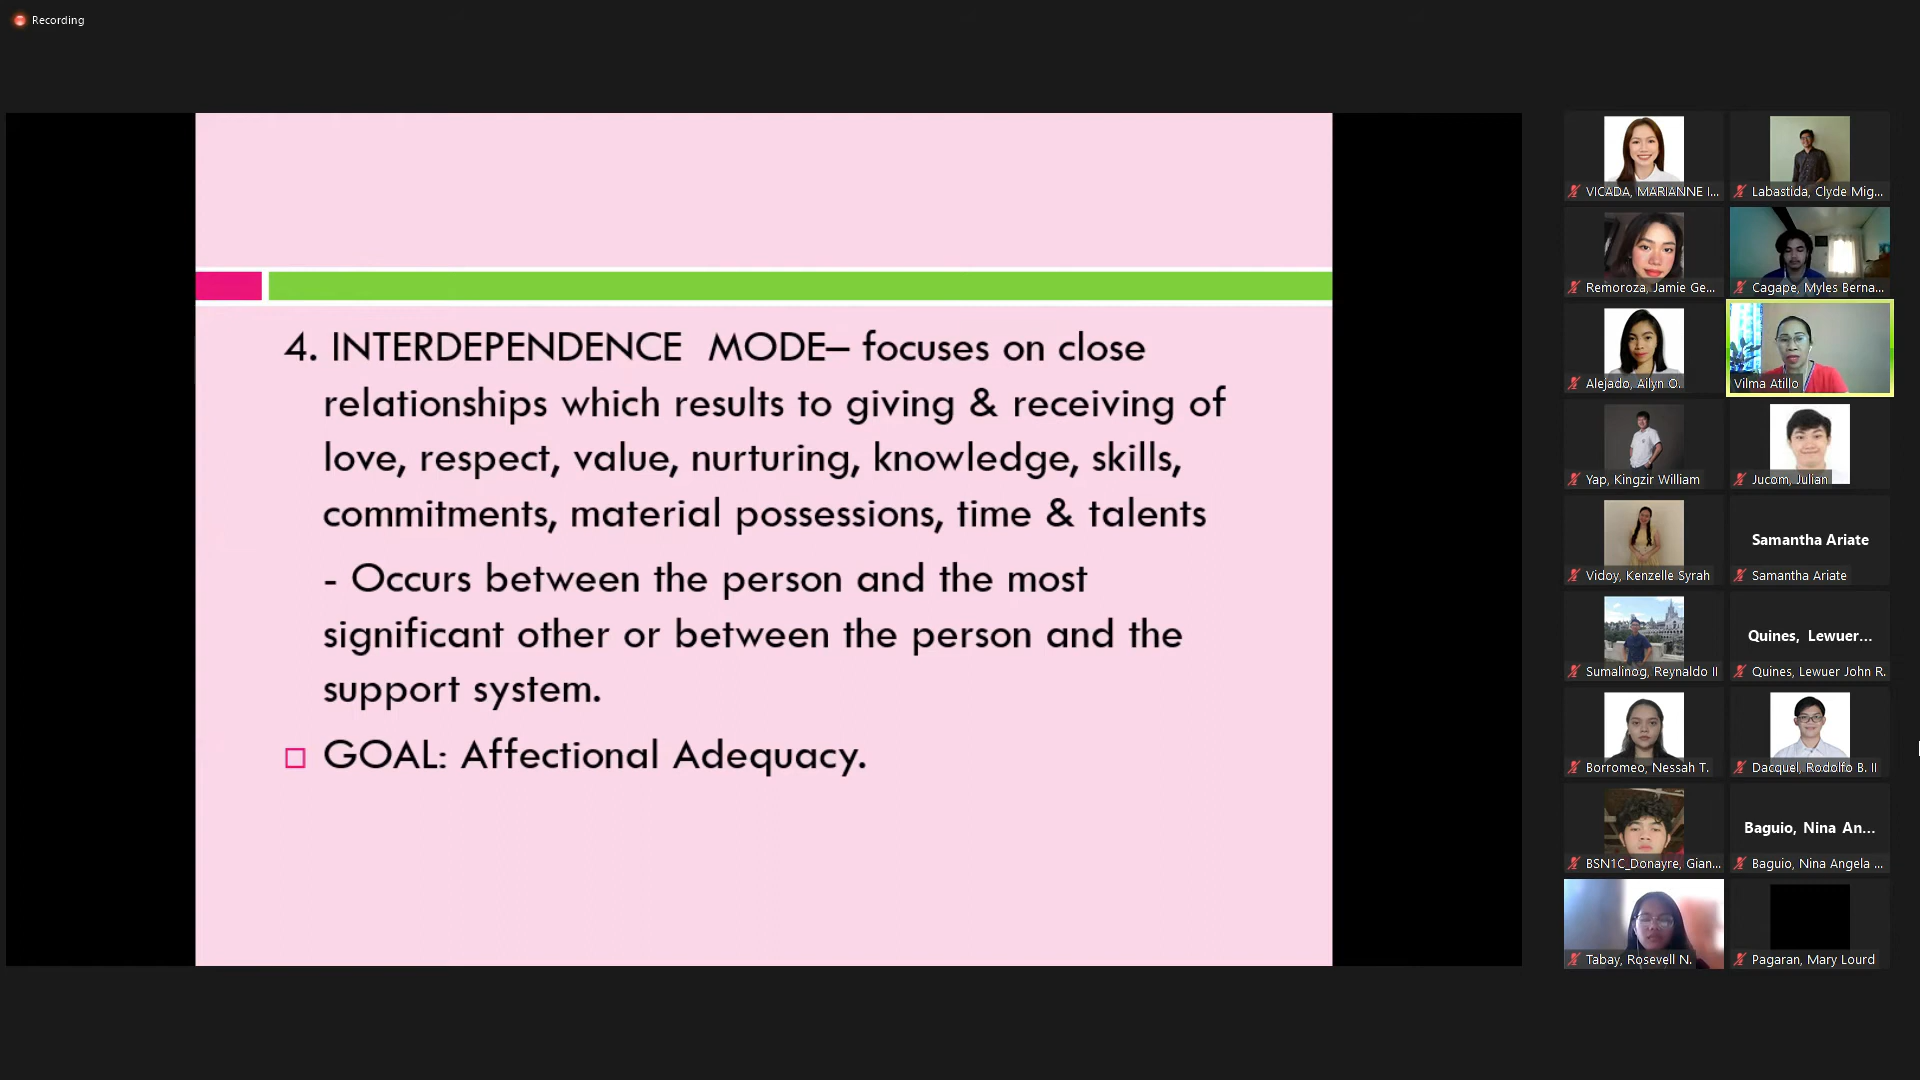 Recording
4. INTERDEPENDENCE MODE– focuses on close
relationships which results to giving & receiving of
love, respect, value, nurturing, knowledge, skills,
commitments, material possessions, time & talents
- Occurs between the person and the most
significant other or between the person and the
support system.
GOAL: Affectional Adequacy.
VICADA, MARIANNE I...
Labastida, Clyde Mig...
Remoroza, Jamie Ge...
Cagape, Myles Berna...
Alejado, Ailyn O.
Vilma Atillo
Yap, Kingzir William
Jucom, Julian
Vidoy, Kenzelle Syrah
Samantha Ariate
Samantha Ariate
Sumalinog, Reynaldo II
Quines, Lewuer...
Quines, Lewuer John R.
Borromeo, Nessah T.
Dacquel, Rodolfo B. II
BSN1C_Donayre, Gian...
Baguio, Nina An...
Baguio, Nina Angela ...
Tabay, Rosevell N.
Pagaran, Mary Lourd